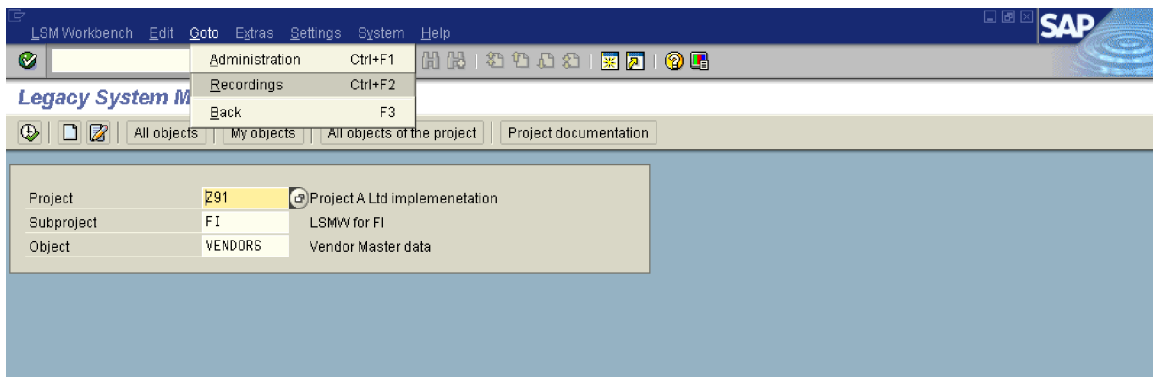 LSM Workbench Edit Goto Extras Settings System Help
SAP
Administration Ctrl+F1
Recordings Ctrl+F2
Back F3
Legacy System M
All objects My objects All objects of the project Project documentation
Project Z91 Project A Ltd implemenetation
Subproject FI LSMW for FI
Object VENDORS Vendor Master data